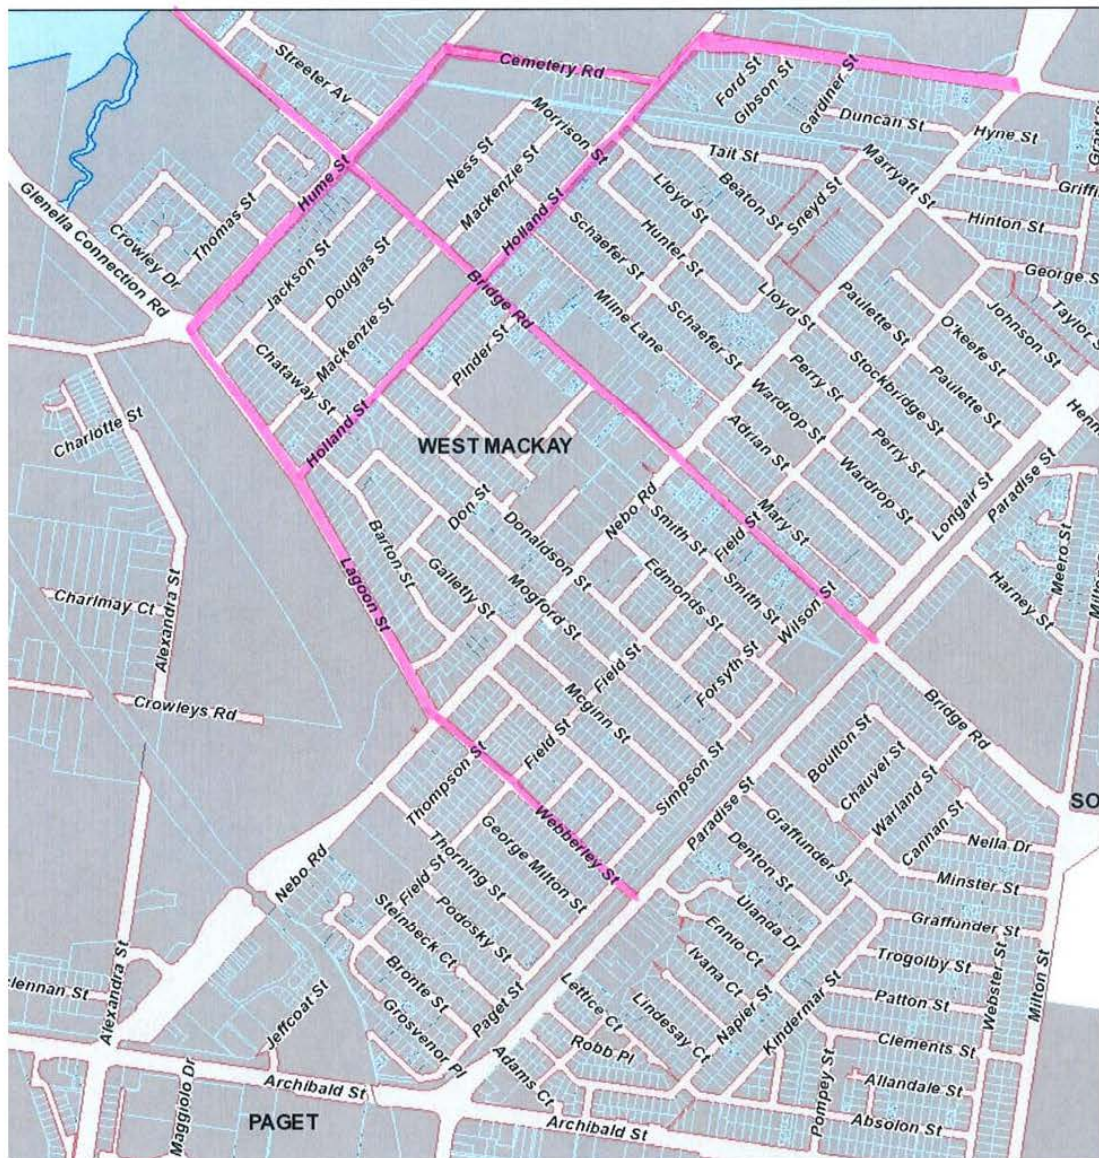 Streeter Av
Cemetery Rd
Ford St
Gibson St
Gardiner St
Duncan St
Hyne St
Morrison St
Tait St
Marryatt St
Genella Connection Rd
Crowley Dr
Thomas St
Hume St
Ness St
Mackenzie St
Holland St
Lloyd St
Beaton St
Sneyd St
Hinton St
Jackson St
Douglas St
Schaefer St
Hunter St
George St
Mackenzie St
Bridge Rd
Milne Lane
Schaefer St
Lloyd St
Paulette St
O'keefe St
Johnson St
Chataway St
Pinder St
Perry St
Stockbridge St
Paulette St
Charlotte St
Holland St
WEST MACKAY
Wardrop St
Adrian St
Perry St
Wardrop St
Longair St
Paradise St
Barton St
Don St
Donaldson St
Nebo Rd
Smith St
Field St
Mary St
Meero St
Harney St
Lagoon St
Galletty St
Mogford St
Edmonds St
Smith St
Wilson St
Charlmay Ct
Alexandra St
Crowleys Rd
Field St
Forsyth St
Mcginn St
Bridge Rd
Thompson St
Field St
Simpson St
Boulton St
Chauvel St
Warland St
Cannan St
Webberley St
Paradise St
Graffunder St
Nella Dr
Nebo Rd
Thorning St
George Milton St
Denton St
Minster St
Field St
Steinbeck Ct
Podosky St
Ulanda Dr
Ennio Ct
Graffunder St
Trogolby St
Webster St
Milton St
Alexandra St
Bronte St
Ivana Ct
Patton St
Jeffcoat St
Grosvenor Pl
Paget St
Lettice Ct
Lindesay Ct
Napier St
Kindermar St
Clements St
Robb Pl
Adams Ct
Pompey St
Allandale St
Maggiolo Dr
Archibald St
PAGET
Archibald St
Absolon St